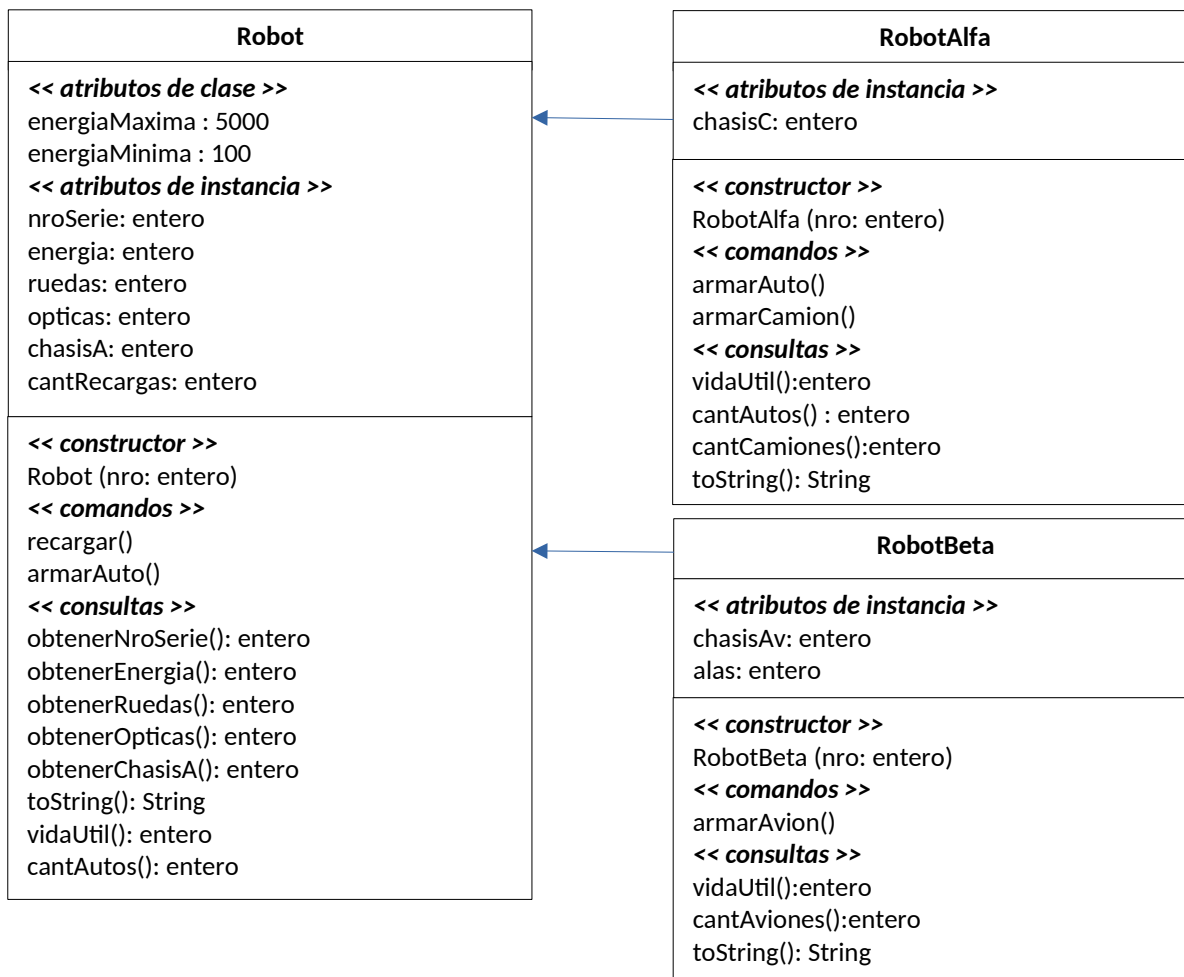 Robot
<< atributos de clase >>
energiaMaxima : 5000
energiaMinima : 100
<< atributos de instancia >>
nroSerie: entero
energia: entero
ruedas: entero
opticas: entero
chasisA: entero
cantRecargas: entero
<< constructor >>
Robot (nro: entero)
<< comandos >>
recargar()
armarAuto()
<< consultas >>
obtenerNroSerie(): entero
obtenerEnergia(): entero
obtenerRuedas(): entero
obtenerOpticas(): entero
obtenerChasisA(): entero
toString(): String
vidaUtil(): entero
cantAutos(): entero
RobotAlfa
<< atributos de instancia >>
chasisC: entero
<< constructor >>
RobotAlfa (nro: entero)
<< comandos >>
armarAuto()
armarCamion()
<< consultas >>
vidaUtil():entero
cantAutos() : entero
cantCamiones():entero
toString(): String
RobotBeta
<< atributos de instancia >>
chasisAv: entero
alas: entero
<< constructor >>
RobotBeta (nro: entero)
<< comandos >>
armarAvion()
<< consultas >>
vidaUtil():entero
cantAviones():entero
toString(): String